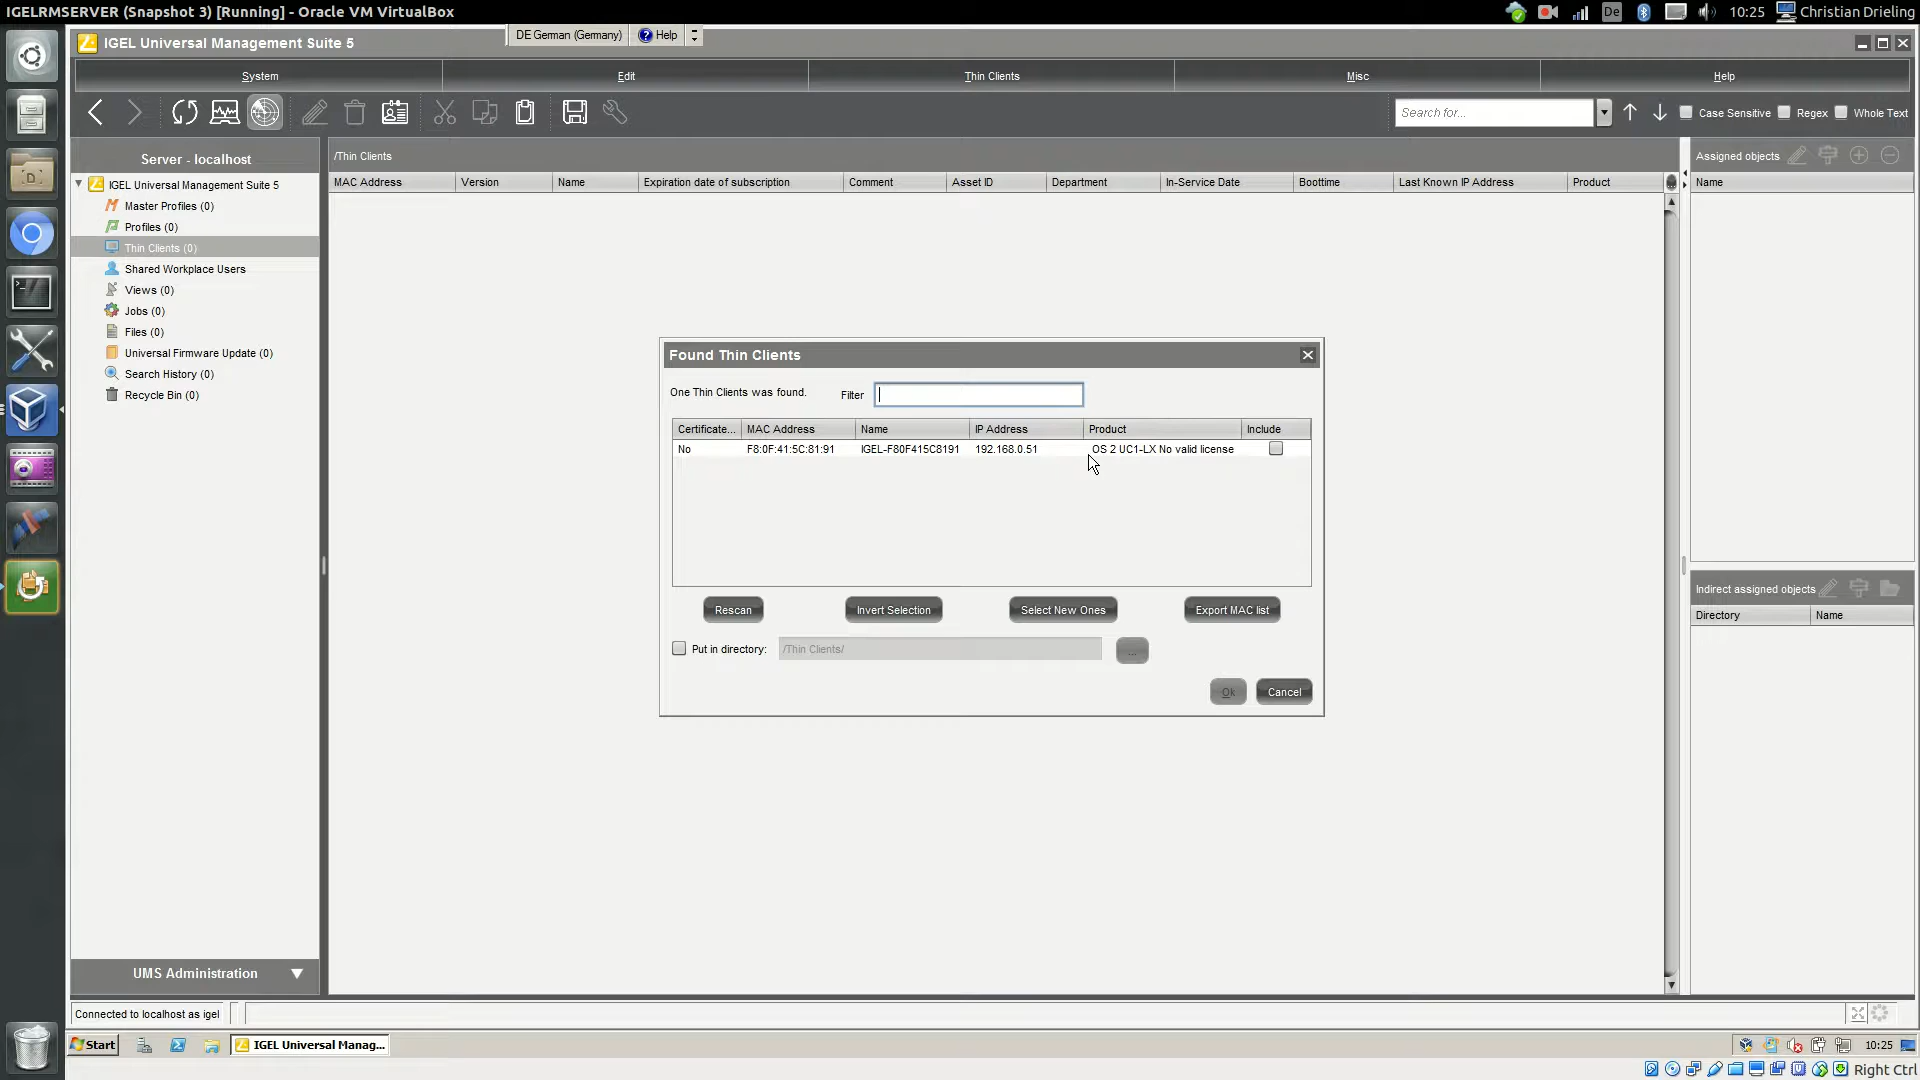 IGELRMSERVER (Snapshot 3) [Running] - Oracle VM VirtualBox
De
10:25
Christian Drieling
IGEL Universal Management Suite 5
DE German (Germany)
Help
System
Edit
Thin Clients
Misc
Help
Search for...
Case Sensitive
Regex
Whole Text
Server - localhost
IGEL Universal Management Suite 5
Master Profiles (0)
Profiles (0)
Thin Clients (0)
Shared Workplace Users
Views (0)
Jobs (0)
Files (0)
Universal Firmware Update (0)
Search History (0)
Recycle Bin (0)
UMS Administration
/Thin Clients
MAC Address Version Name Expiration date of subscription Comment Asset ID Department In-Service Date Boottime Last Known IP Address Product
Assigned objects
Name
Indirect assigned objects
Directory Name
Found Thin Clients
One Thin Clients was found.
Filter
Certificate... MAC Address Name IP Address Product Include
No F8:0F:41:5C:81:91 IGEL-F80F415C8191 192.168.0.51 OS 2 UC1-LX No valid license
Rescan
Invert Selection
Select New Ones
Export MAC list
Put in directory:
/Thin Clients/
...
Ok
Cancel
Connected to localhost as igel
Start
IGEL Universal Manag...
10:25
Right Ctrl